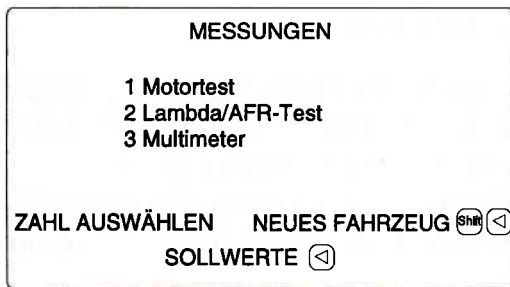 MESSUNGEN
1 Motortest
2 Lambda/AFR-Test
3 Multimeter
ZAHL AUSWÄHLEN NEUES FAHRZEUG Shift ◁
SOLLWERTE ◁